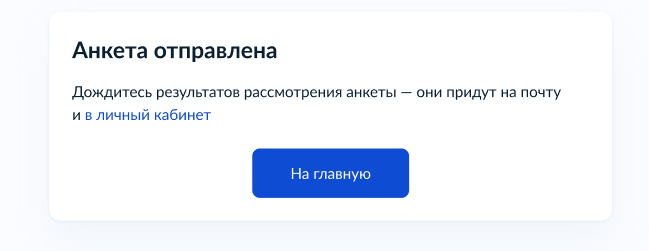 Анкета отправлена
Дождитесь результатов рассмотрения анкеты — они придут на почту
и в личный кабинет
На главную